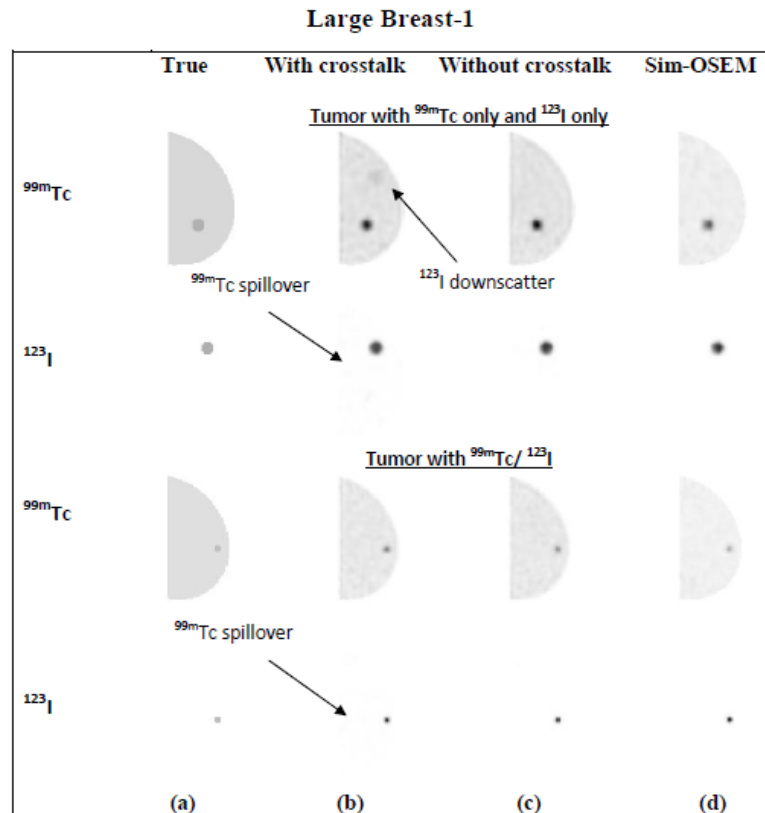 Large Breast-1
True With crosstalk Without crosstalk Sim-OSEM
Tumor with ⁹⁹ᵐTc only and ¹²³I only
⁹⁹ᵐTc
⁹⁹ᵐTc spillover
¹²³I downscatter
¹²³I
Tumor with ⁹⁹ᵐTc/ ¹²³I
⁹⁹ᵐTc
⁹⁹ᵐTc spillover
¹²³I
(a) (b) (c) (d)